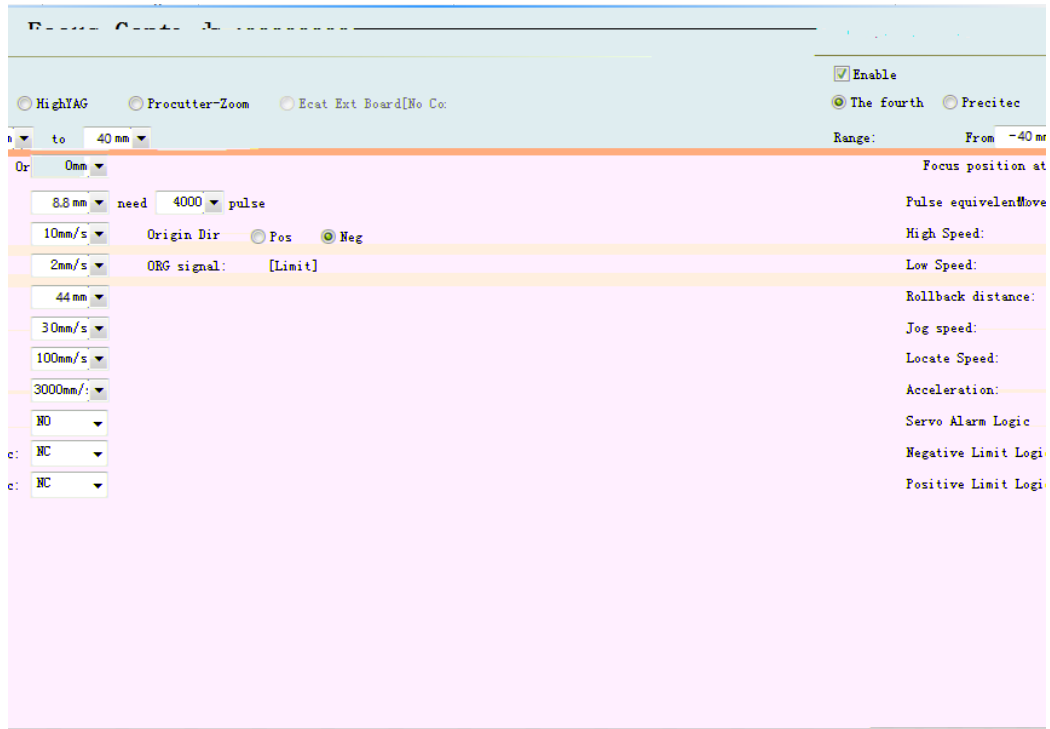 Enable
HighYAG Procutter-Zoom Ecat Ext Board[No Co: The fourth Precitec
to 40 mm Range: From -40
Or 0mm Focus position at
8.8 mm need 4000 pulse Pulse equivelen Move
10mm/s Origin Dir Pos Neg High Speed:
2mm/s ORG signal: [Limit] Low Speed:
44 mm Rollback distance:
30mm/s Jog speed:
100mm/s Locate Speed:
3000mm/: Acceleration:
NO Servo Alarm Logic
c: NC Negative Limit Logi
c: NC Positive Limit Logi